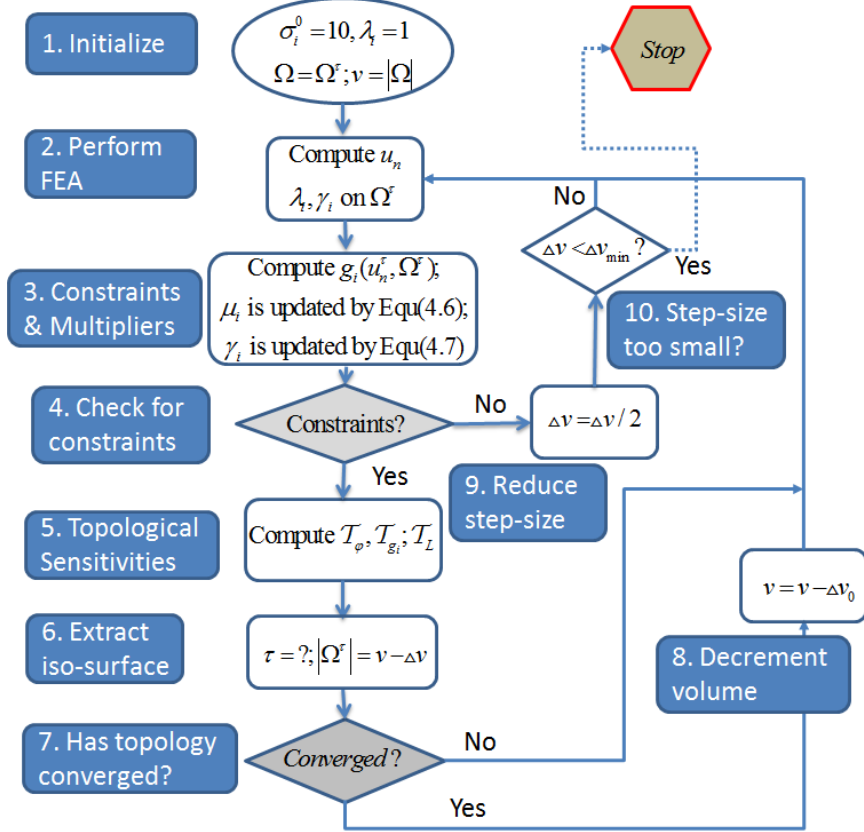 1. Initialize
σ_i^0 = 10, λ_i = 1
Ω = Ω^τ; v = |Ω|
Stop
2. Perform
FEA
Compute u_n
λ_i, γ_i on Ω^τ
No
Δv < Δv_min ?
Yes
3. Constraints
& Multipliers
Compute g_i(u_n^τ, Ω^τ);
μ_i is updated by Equ(4.6);
γ_i is updated by Equ(4.7)
10. Step-size
too small?
4. Check for
constraints
Constraints?
No
Δv = Δv / 2
Yes
9. Reduce
step-size
5. Topological
Sensitivities
Compute T_φ, T_g_i; T_L
v = v − Δv_0
6. Extract
iso-surface
τ = ?; |Ω^τ| = v − Δv
8. Decrement
volume
7. Has topology
converged?
Converged ?
No
Yes